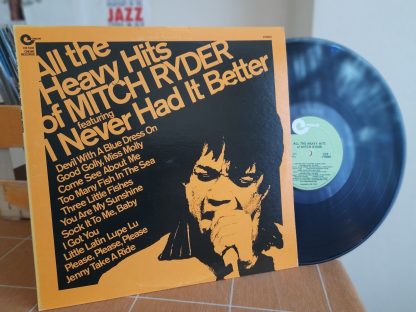 JAZZ
All the
Heavy Hits
of MITCH RYDER
featuring
I Never Had It Better
Devil With A Blue Dress On
Good Golly, Miss Molly
Come See About Me
Too Many Fish In The Sea
Three Little Fishes
You Are My Sunshine
Sock It To Me, Baby
I Got You
Little Latin Lupe Lu
Please, Please, Please
Jenny Take A Ride
ALL THE HEAVY HITS